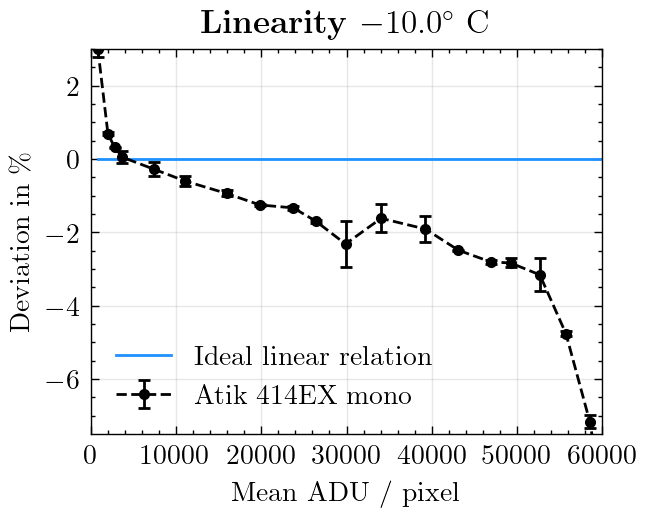 Linearity −10.0° C
Deviation in %
2
0
−2
−4
−6
Ideal linear relation
Atik 414EX mono
0 10000 20000 30000 40000 50000 60000
Mean ADU / pixel